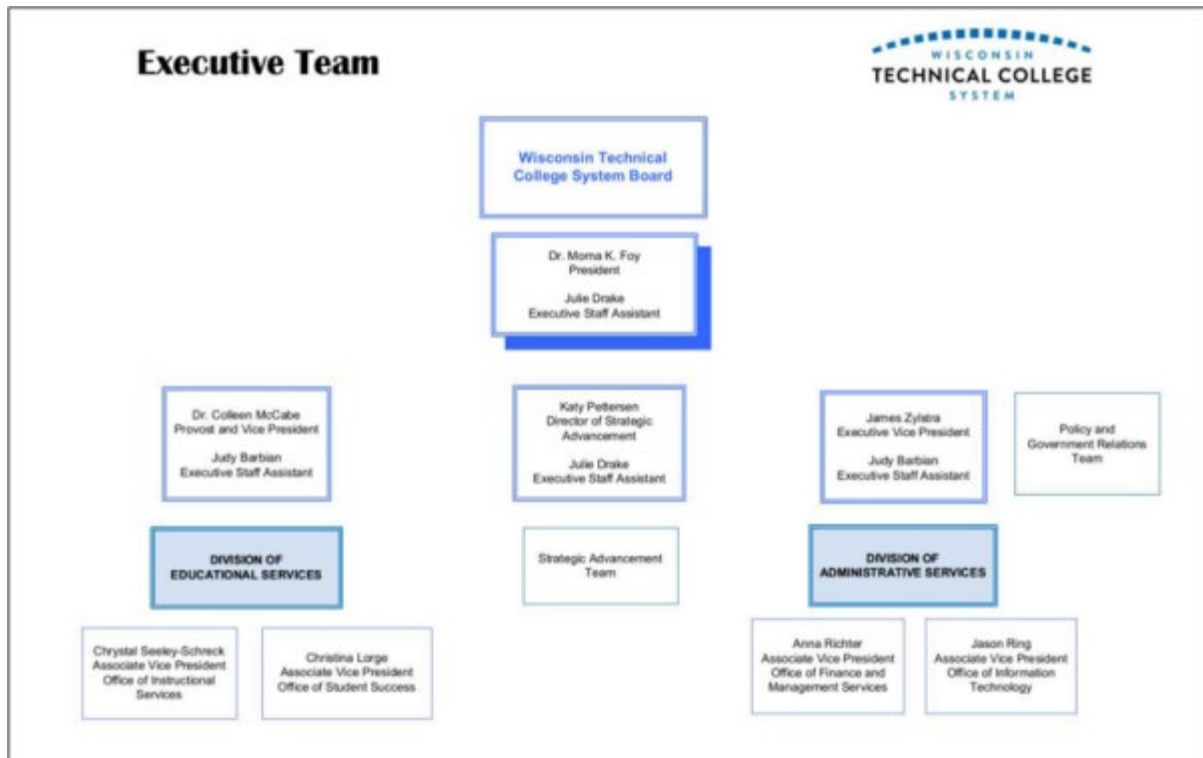 Executive Team
WISCONSIN
TECHNICAL COLLEGE
SYSTEM
Wisconsin Technical
College System Board
Dr. Morna K. Foy
President
Julie Drake
Executive Staff Assistant
Dr. Colleen McCabe
Provost and Vice President
Judy Barbian
Executive Staff Assistant
Katy Pettersen
Director of Strategic
Advancement
Julie Drake
Executive Staff Assistant
James Zylstra
Executive Vice President
Judy Barbian
Executive Staff Assistant
Policy and
Government Relations
Team
DIVISION OF
EDUCATIONAL SERVICES
Strategic Advancement
Team
DIVISION OF
ADMINISTRATIVE SERVICES
Chrystal Seeley-Schreck
Associate Vice President
Office of Instructional
Services
Christina Lorge
Associate Vice President
Office of Student Success
Anna Richter
Associate Vice President
Office of Finance and
Management Services
Jason Ring
Associate Vice President
Office of Information
Technology